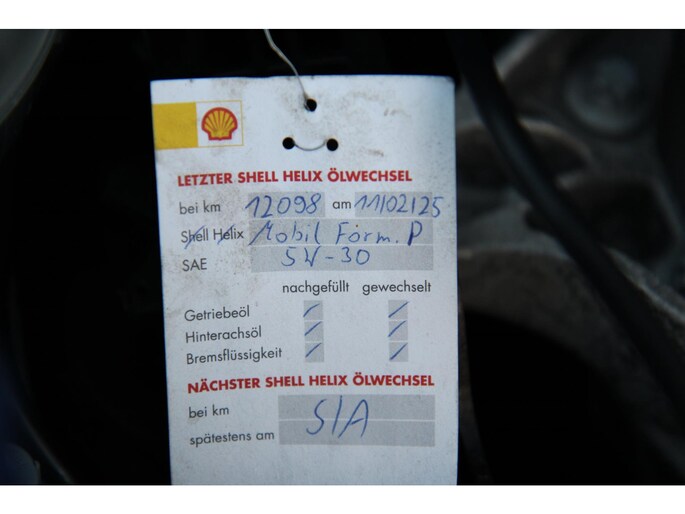 LETZTER SHELL HELIX ÖLWECHSEL
bei km 12098 am 11/02/25
Shell Helix Mobil Form. P
SAE 5W-30
nachgefüllt gewechselt
Getriebeöl / /
Hinterachsöl / /
Bremsflüssigkeit / /
NÄCHSTER SHELL HELIX ÖLWECHSEL
bei km
SIA
spätestens am